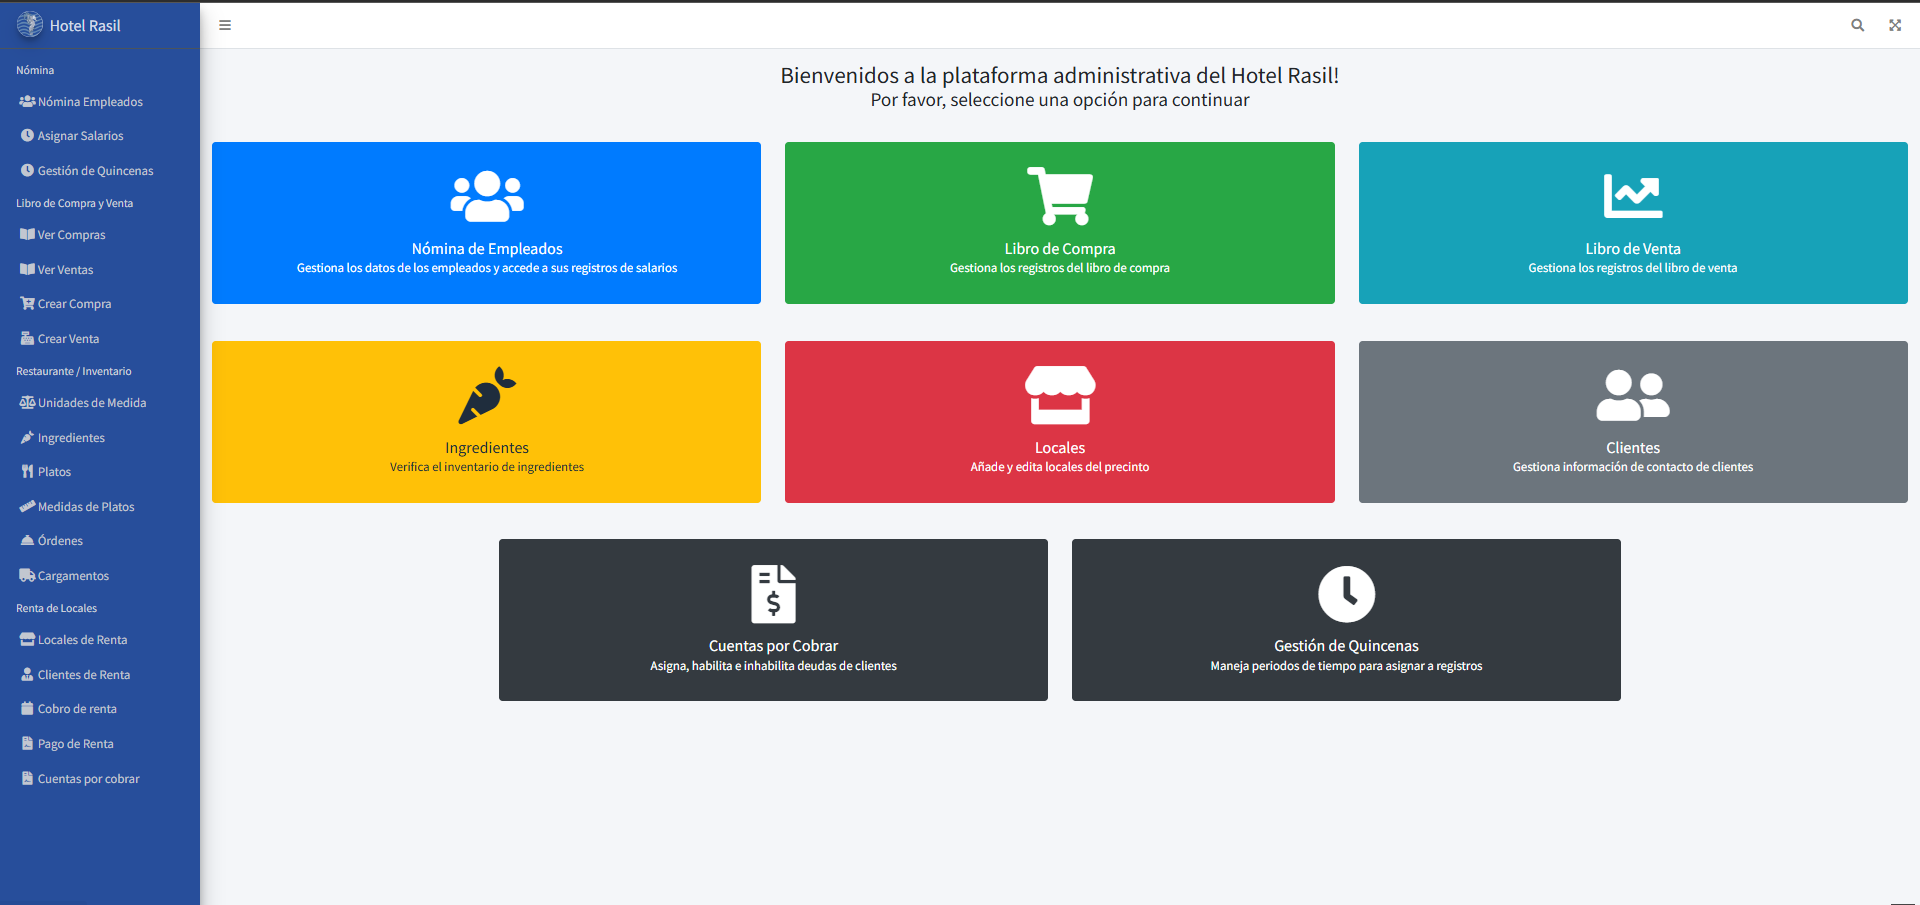 Hotel Rasil
Nómina
Nómina Empleados
Asignar Salarios
Gestión de Quincenas
Libro de Compra y Venta
Ver Compras
Ver Ventas
Crear Compra
Crear Venta
Restaurante / Inventario
Unidades de Medida
Ingredientes
Platos
Medidas de Platos
Órdenes
Cargamentos
Renta de Locales
Locales de Renta
Clientes de Renta
Cobro de renta
Pago de Renta
Cuentas por cobrar
Bienvenidos a la plataforma administrativa del Hotel Rasil!
Por favor, seleccione una opción para continuar
Nómina de Empleados
Gestiona los datos de los empleados y accede a sus registros de salarios
Libro de Compra
Gestiona los registros del libro de compra
Libro de Venta
Gestiona los registros del libro de venta
Ingredientes
Verifica el inventario de ingredientes
Locales
Añade y edita locales del precinto
Clientes
Gestiona información de contacto de clientes
Cuentas por Cobrar
Asigna, habilita e inhabilita deudas de clientes
Gestión de Quincenas
Maneja periodos de tiempo para asignar a registros